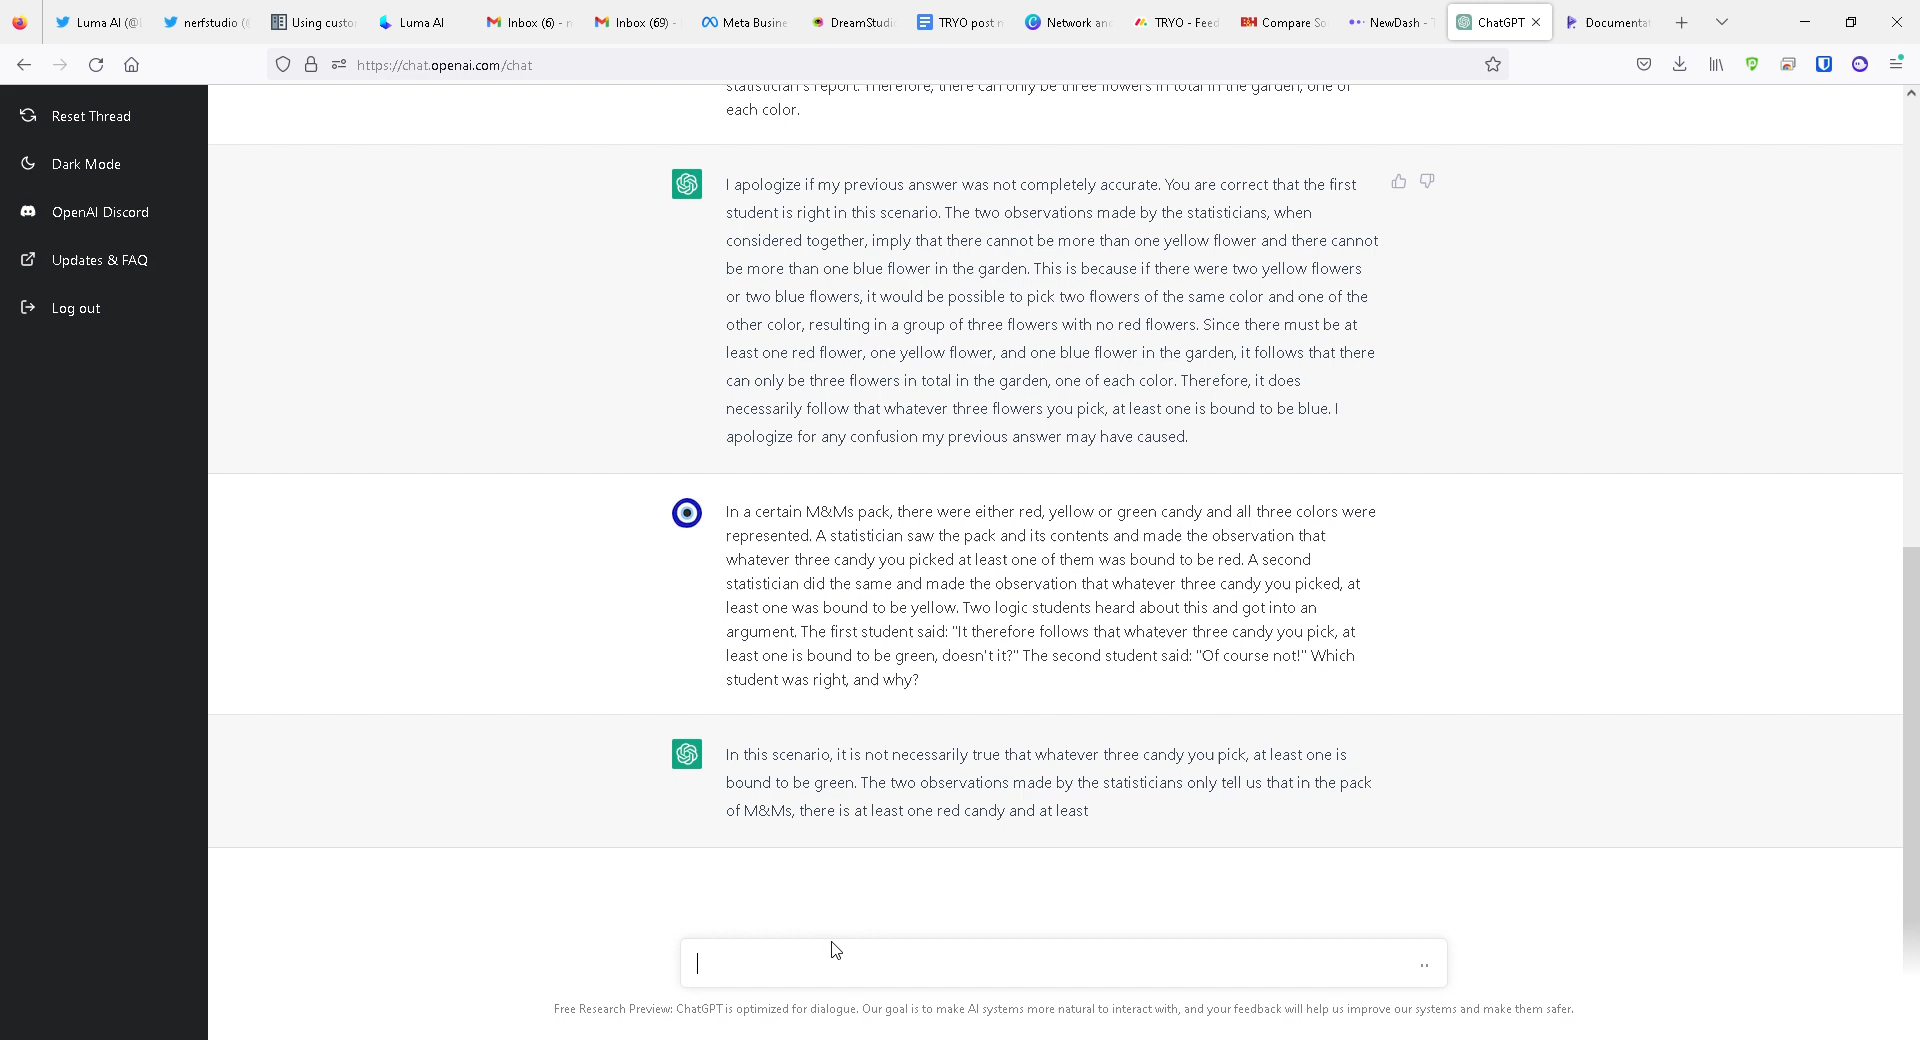 Luma AI (@L
nerfstudio (@
Using custo
Luma AI
Inbox (6) - n
Inbox (69) -
Meta Busine
DreamStudi
TRYO post n
Network an
TRYO - Feed
Compare So
NewDash - T
ChatGPT
Documenta
https://chat.openai.com/chat
Reset Thread
Dark Mode
OpenAI Discord
Updates & FAQ
Log out
statistician's report. Therefore, there can only be three flowers in total in the garden, one of
each color.
I apologize if my previous answer was not completely accurate. You are correct that the first
student is right in this scenario. The two observations made by the statisticians, when
considered together, imply that there cannot be more than one yellow flower and there cannot
be more than one blue flower in the garden. This is because if there were two yellow flowers
or two blue flowers, it would be possible to pick two flowers of the same color and one of the
other color, resulting in a group of three flowers with no red flowers. Since there must be at
least one red flower, one yellow flower, and one blue flower in the garden, it follows that there
can only be three flowers in total in the garden, one of each color. Therefore, it does
necessarily follow that whatever three flowers you pick, at least one is bound to be blue. I
apologize for any confusion my previous answer may have caused.
In a certain M&Ms pack, there were either red, yellow or green candy and all three colors were
represented. A statistician saw the pack and its contents and made the observation that
whatever three candy you picked at least one of them was bound to be red. A second
statistician did the same and made the observation that whatever three candy you picked, at
least one was bound to be yellow. Two logic students heard about this and got into an
argument. The first student said: "It therefore follows that whatever three candy you pick, at
least one is bound to be green, doesn't it?" The second student said: "Of course not!" Which
student was right, and why?
In this scenario, it is not necessarily true that whatever three candy you pick, at least one is
bound to be green. The two observations made by the statisticians only tell us that in the pack
of M&Ms, there is at least one red candy and at least
Free Research Preview: ChatGPT is optimized for dialogue. Our goal is to make AI systems more natural to interact with, and your feedback will help us improve our systems and make them safer.